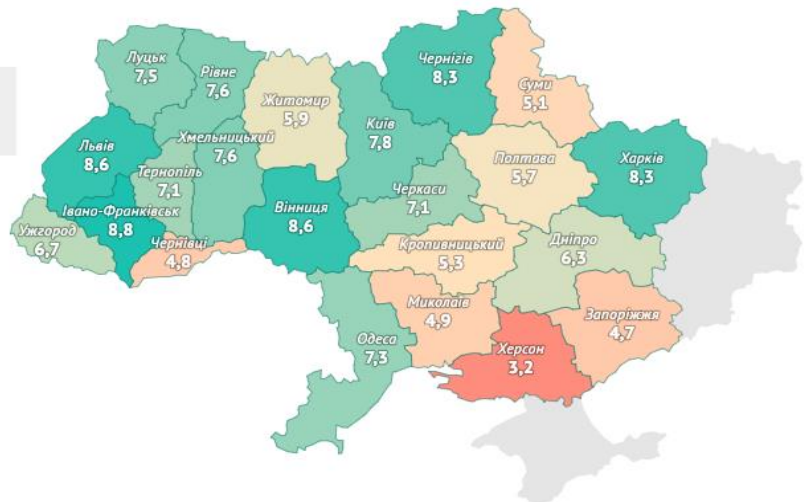 Луцьк
7,5
Рівне
7,6
Житомир
5,9
Київ
7,8
Чернігів
8,3
Суми
5,1
Львів
8,6
Хмельницький
7,6
Тернопіль
7,1
Івано-Франківськ
8,8
Ужгород
6,7
Чернівці
4,8
Вінниця
8,6
Черкаси
7,1
Полтава
5,7
Харків
8,3
Кропивницький
5,3
Дніпро
6,3
Одеса
7,3
Миколаїв
4,9
Запоріжжя
4,7
Херсон
3,2